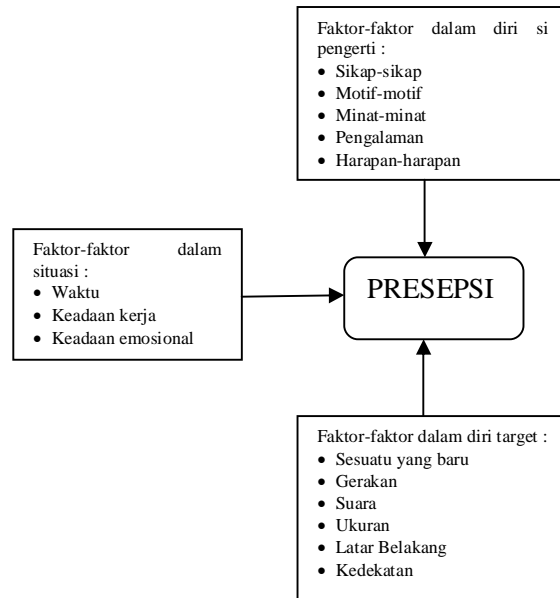 Faktor-faktor dalam diri si
pengerti :
• Sikap-sikap
• Motif-motif
• Minat-minat
• Pengalaman
• Harapan-harapan
Faktor-faktor dalam
situasi :
• Waktu
• Keadaan kerja
• Keadaan emosional
PRESEPSI
Faktor-faktor dalam diri target :
• Sesuatu yang baru
• Gerakan
• Suara
• Ukuran
• Latar Belakang
• Kedekatan